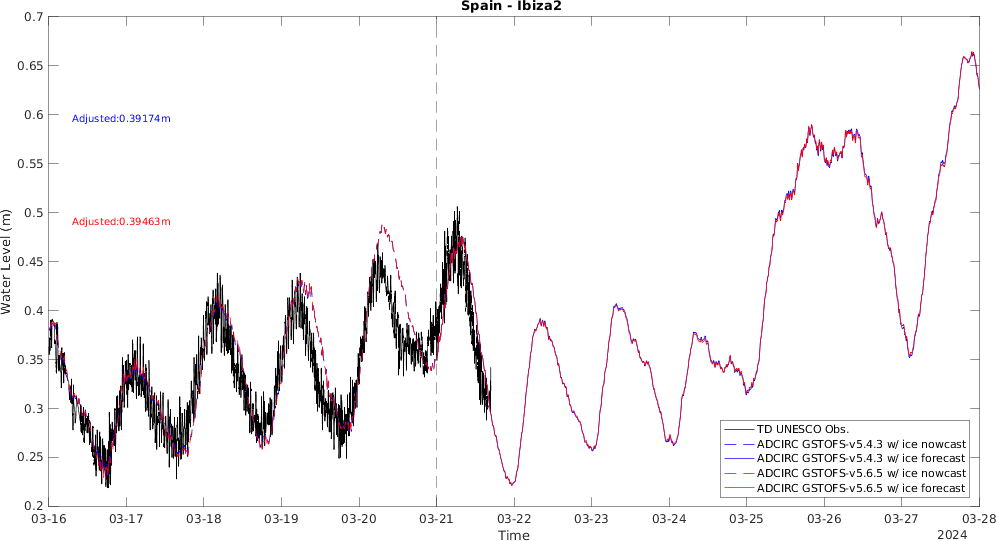 Spain - Ibiza2
0.7
0.65
0.6
0.55
0.5
0.45
0.4
0.35
0.3
0.25
0.2
Water Level (m)
Adjusted:0.39174m
Adjusted:0.39463m
TD UNESCO Obs.
ADCIRC GSTOFS-v5.4.3 w/ ice nowcast
ADCIRC GSTOFS-v5.4.3 w/ ice forecast
ADCIRC GSTOFS-v5.6.5 w/ ice nowcast
ADCIRC GSTOFS-v5.6.5 w/ ice forecast
03-16 03-17 03-18 03-19 03-20 03-21 03-22 03-23 03-24 03-25 03-26 03-27 03-28
Time
2024